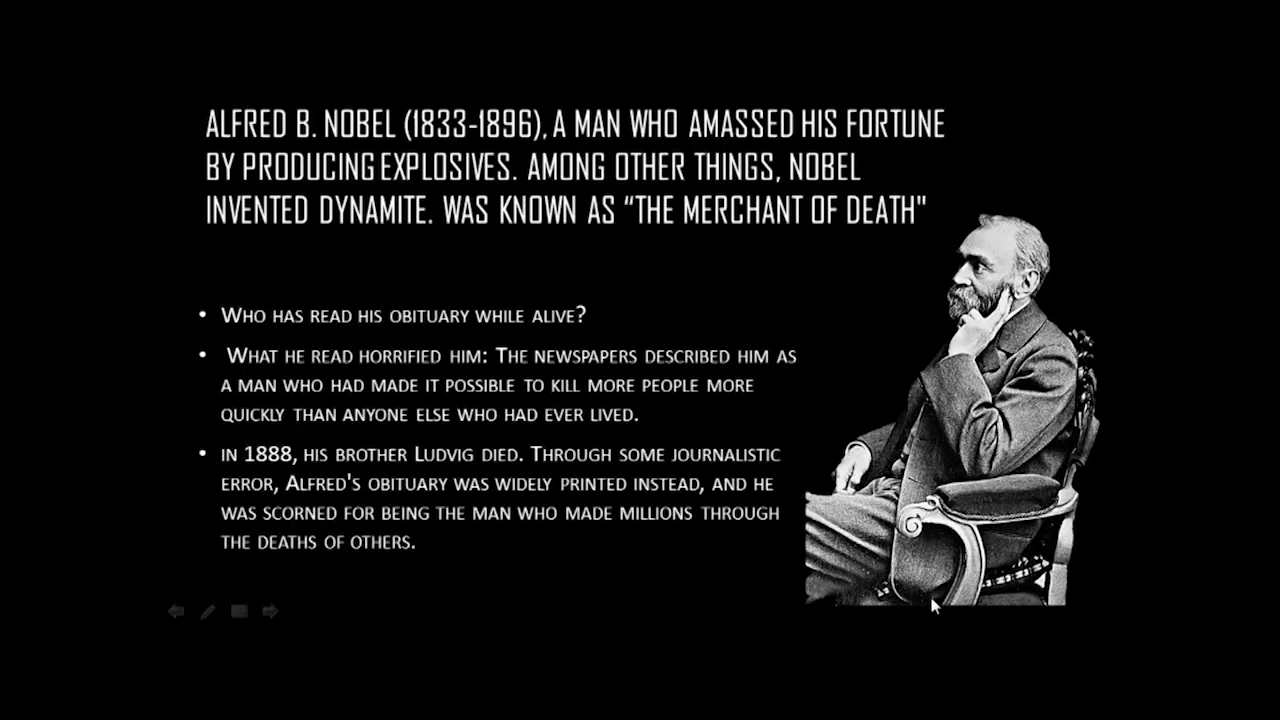 ALFRED B. NOBEL (1833-1896), A MAN WHO AMASSED HIS FORTUNE
BY PRODUCING EXPLOSIVES. AMONG OTHER THINGS, NOBEL
INVENTED DYNAMITE. WAS KNOWN AS “THE MERCHANT OF DEATH"
• WHO HAS READ HIS OBITUARY WHILE ALIVE?
• WHAT HE READ HORRIFIED HIM: THE NEWSPAPERS DESCRIBED HIM AS
A MAN WHO HAD MADE IT POSSIBLE TO KILL MORE PEOPLE MORE
QUICKLY THAN ANYONE ELSE WHO HAD EVER LIVED.
• IN 1888, HIS BROTHER LUDVIG DIED. THROUGH SOME JOURNALISTIC
ERROR, ALFRED'S OBITUARY WAS WIDELY PRINTED INSTEAD, AND HE
WAS SCORNED FOR BEING THE MAN WHO MADE MILLIONS THROUGH
THE DEATHS OF OTHERS.